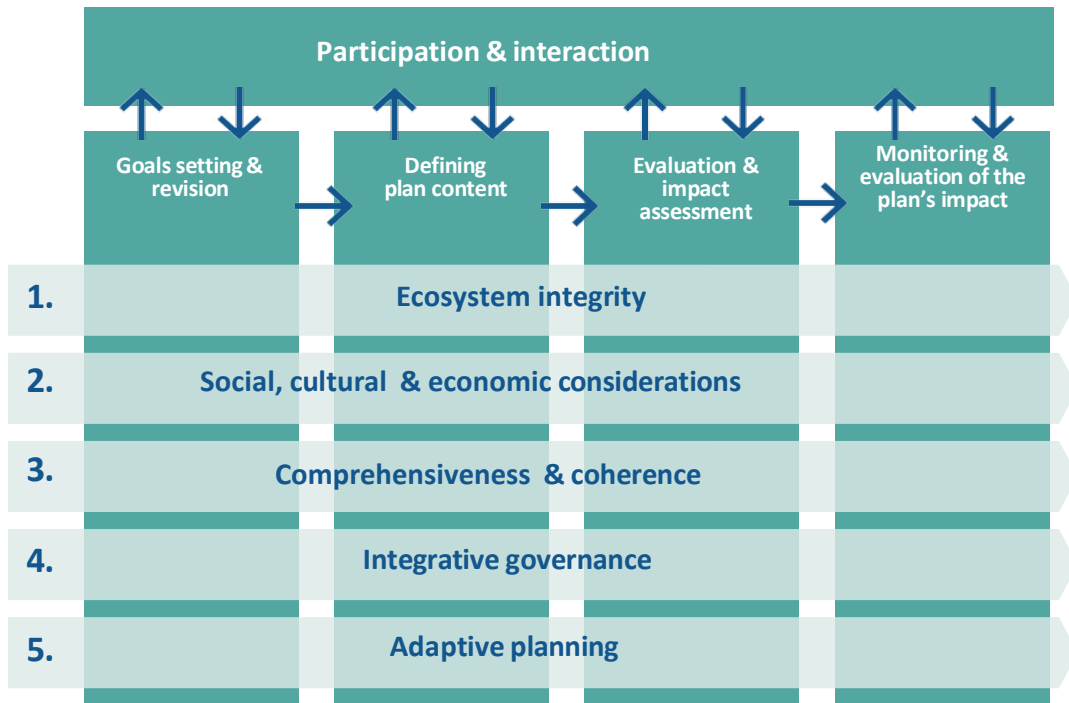 Participation & interaction
Goals setting &
revision
Defining
plan content
Evaluation &
impact
assessment
Monitoring &
evaluation of the
plan's impact
1.
Ecosystem integrity
2.
Social, cultural & economic considerations
3.
Comprehensiveness & coherence
4.
Integrative governance
5.
Adaptive planning